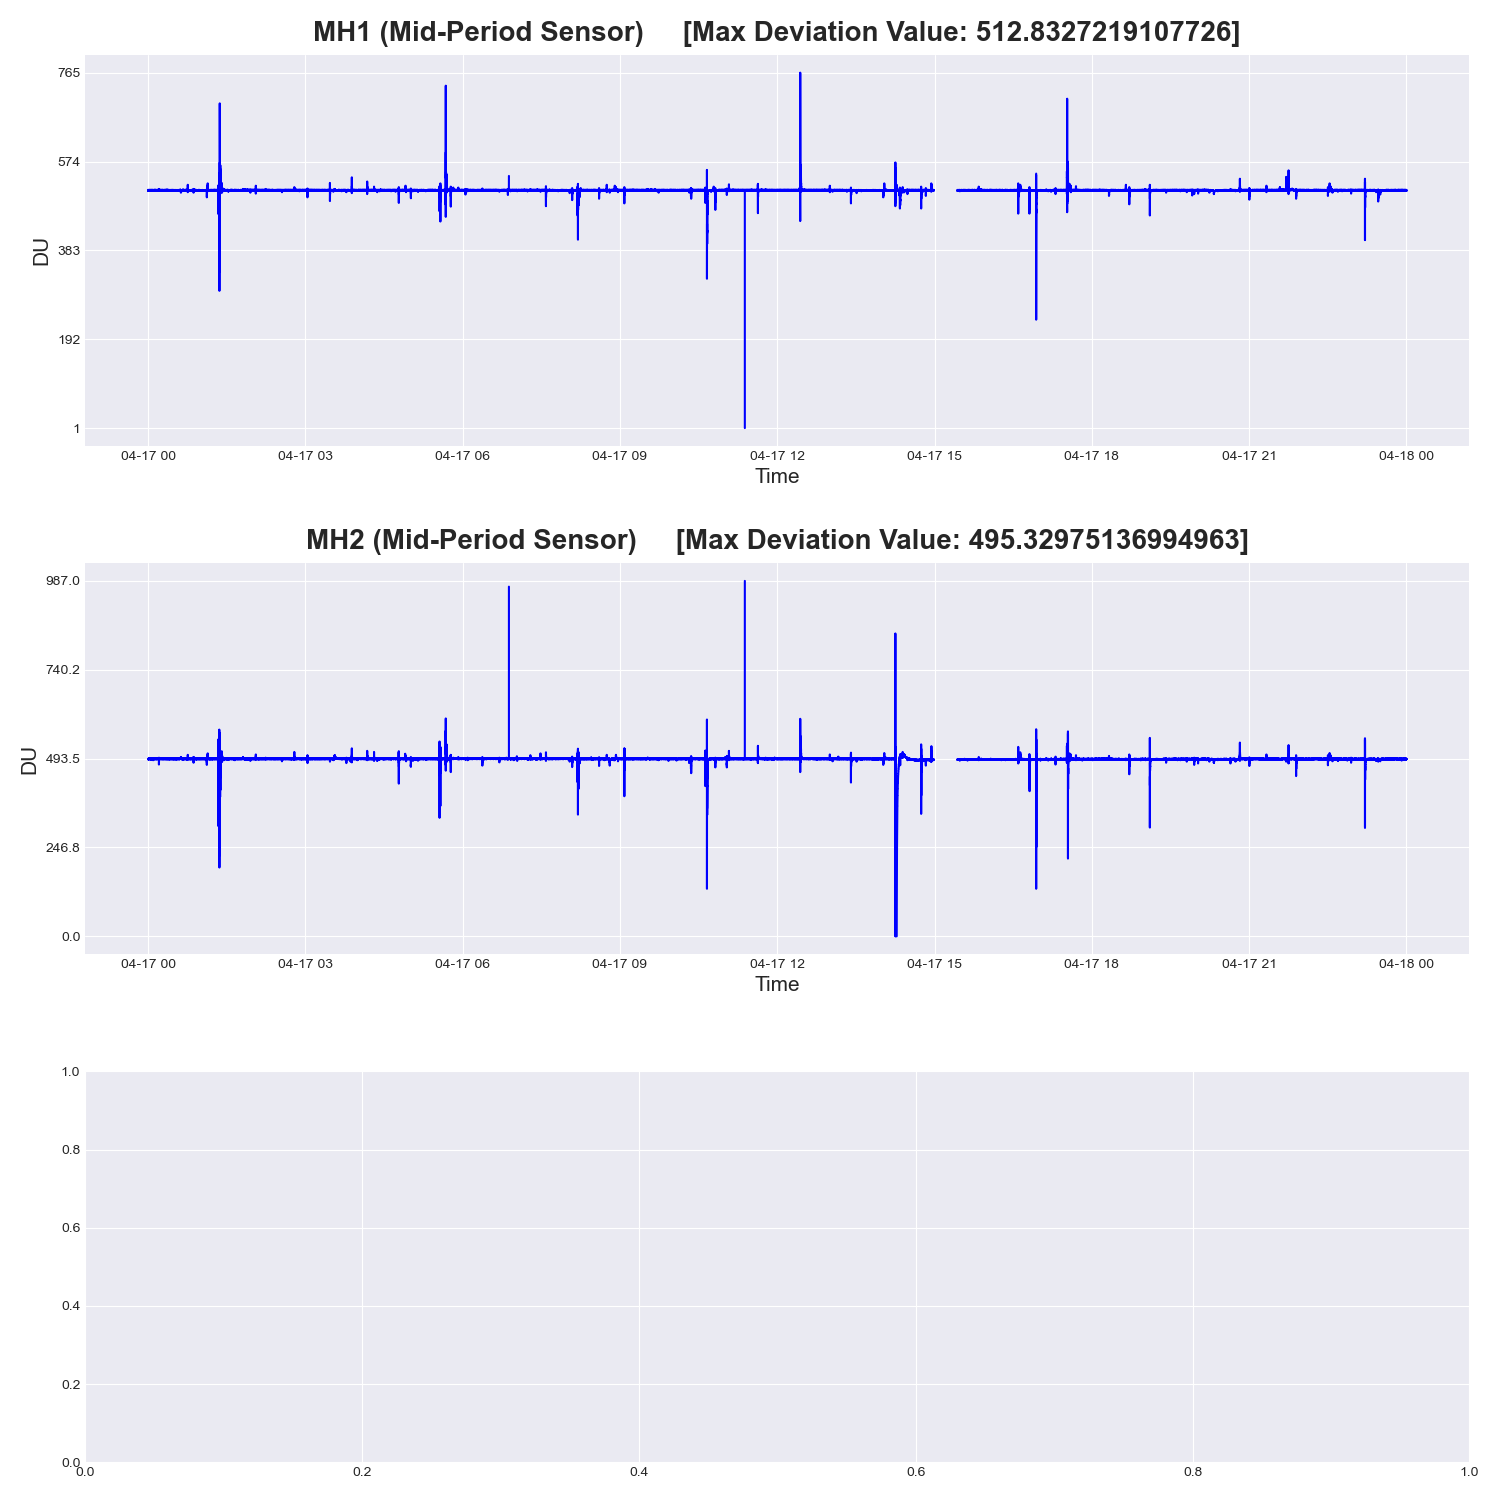 MH1 (Mid-Period Sensor) [Max Deviation Value: 512.8327219107726]
765
574
383
192
1
DU
04-17 00 04-17 03 04-17 06 04-17 09 04-17 12 04-17 15 04-17 18 04-17 21 04-18 00
Time
MH2 (Mid-Period Sensor) [Max Deviation Value: 495.32975136994963]
987.0
740.2
493.5
246.8
0.0
DU
04-17 00 04-17 03 04-17 06 04-17 09 04-17 12 04-17 15 04-17 18 04-17 21 04-18 00
Time
1.0
0.8
0.6
0.4
0.2
0.0
0.0 0.2 0.4 0.6 0.8 1.0